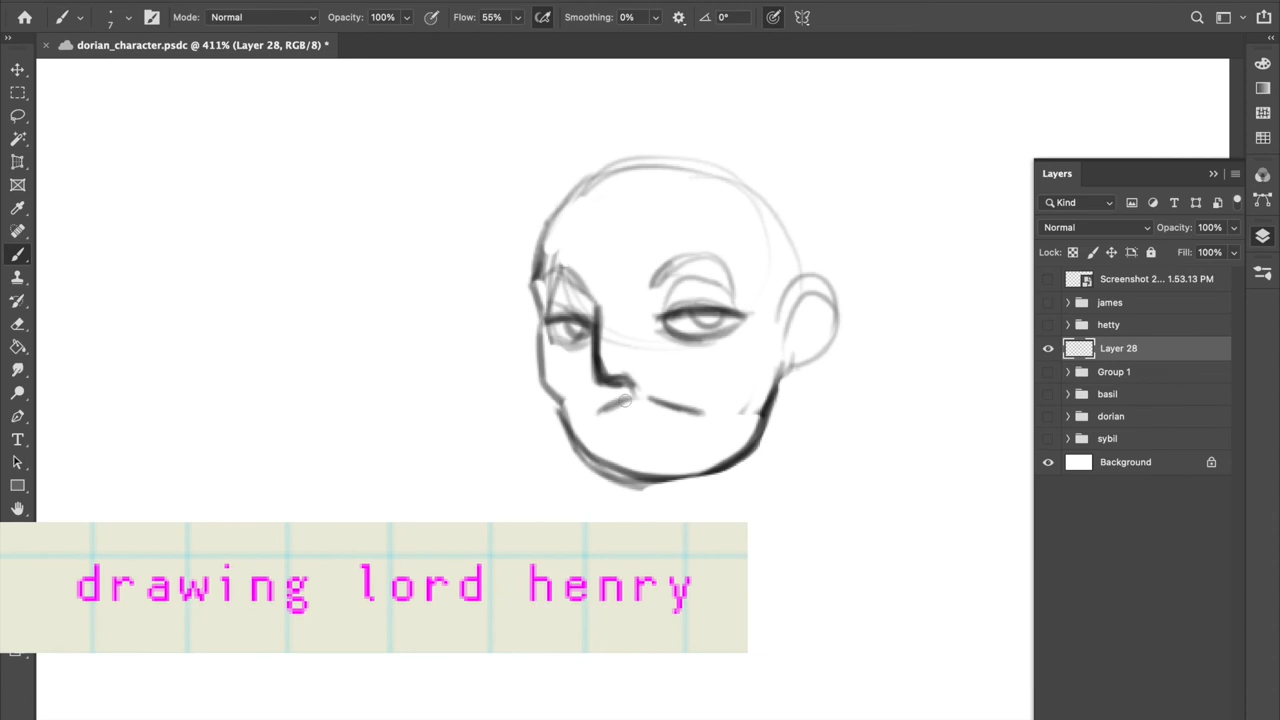 7 Mode: Normal Opacity: 100% Flow: 55% Smoothing: 0% 0°
dorian_character.psdc @ 411% (Layer 28, RGB/8) *
Layers
Kind
Normal Opacity: 100%
Lock: Fill: 100%
Screenshot 2... 1.53.13 PM
james
hetty
Layer 28
Group 1
basil
dorian
sybil
Background
drawing lord henry